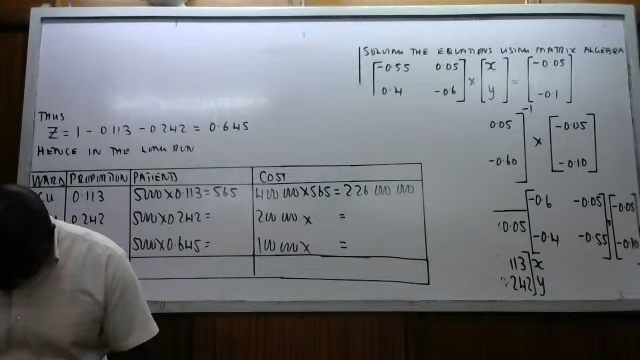 SOLVING THE EQUATIONS USING MATRIX ALGEBRA
-0.55 0.05 x -0.05
× =
0.4 -0.6 y -0.1
THUS
Z = 1 - 0.113 - 0.242 = 0.645
HENCE IN THE LONG RUN
0.05 -1 -0.05
×
-0.60 -0.10
WARD PROPORTION PATIENT COST
0.113 5000×0.113=565 400 000×565=226 000 000
0.242 5000×0.242= 200 000 × =
5000×0.645= 100 000 × =
-0.6 -0.05 -0.05
0.05
-0.4 -0.55 -0.10
113 x
242 y